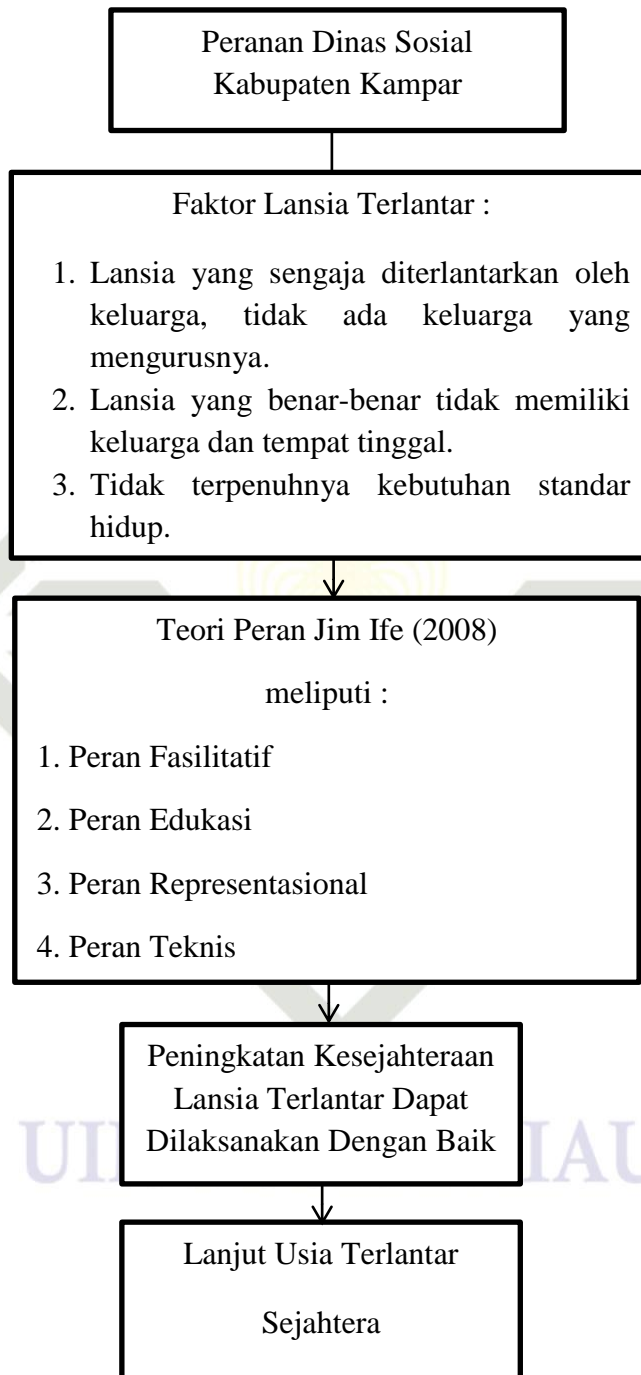 Peranan Dinas Sosial
Kabupaten Kampar
Faktor Lansia Terlantar :
1. Lansia yang sengaja diterlantarkan oleh
keluarga, tidak ada keluarga yang
mengurusnya.
2. Lansia yang benar-benar tidak memiliki
keluarga dan tempat tinggal.
3. Tidak terpenuhnya kebutuhan standar
hidup.
Teori Peran Jim Ife (2008)
meliputi :
1. Peran Fasilitatif
2. Peran Edukasi
3. Peran Representasional
4. Peran Teknis
Peningkatan Kesejahteraan
Lansia Terlantar Dapat
Dilaksanakan Dengan Baik
Lanjut Usia Terlantar
Sejahtera